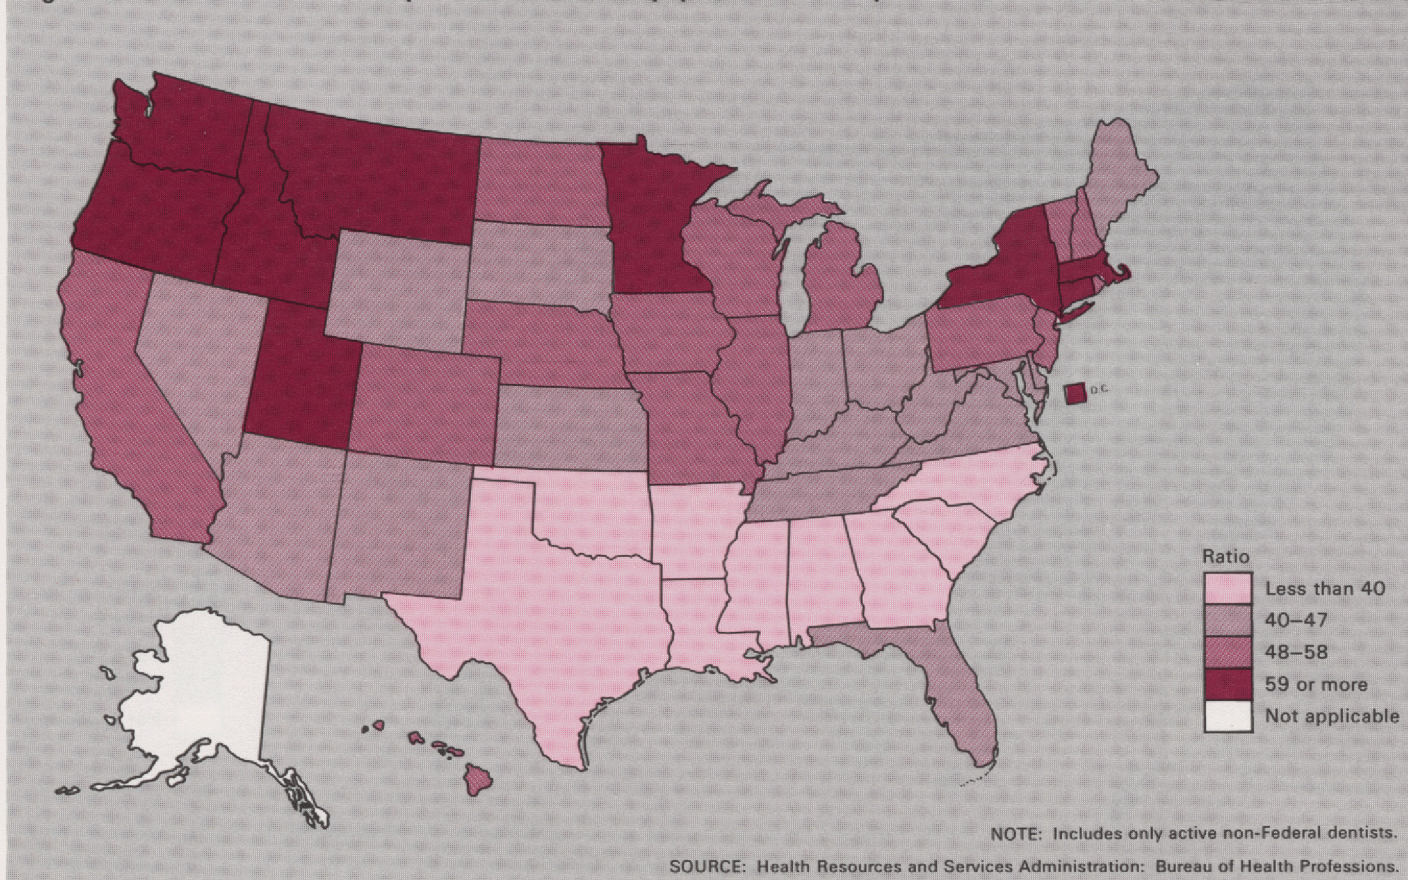 D.C.
Ratio
Less than 40
40–47
48–58
59 or more
Not applicable
NOTE: Includes only active non-Federal dentists.
SOURCE: Health Resources and Services Administration: Bureau of Health Professions.